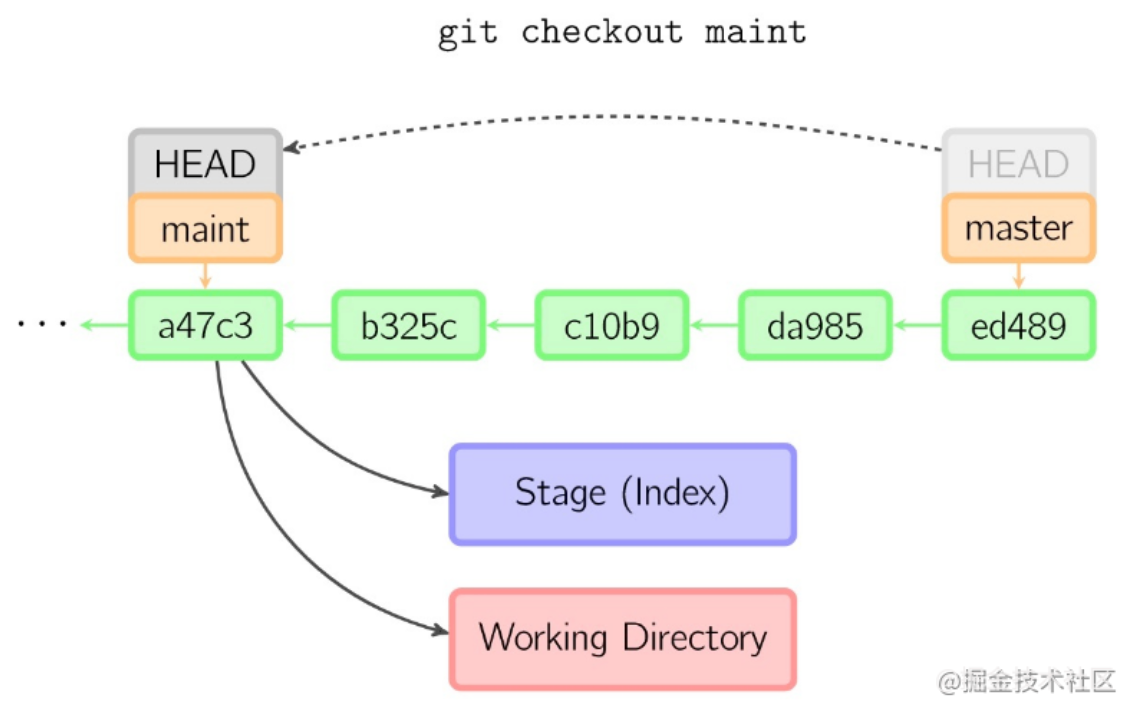 git checkout maint
HEAD
HEAD
maint
master
... a47c3 b325c c10b9 da985 ed489
Stage (Index)
Working Directory
@掘金技术社区